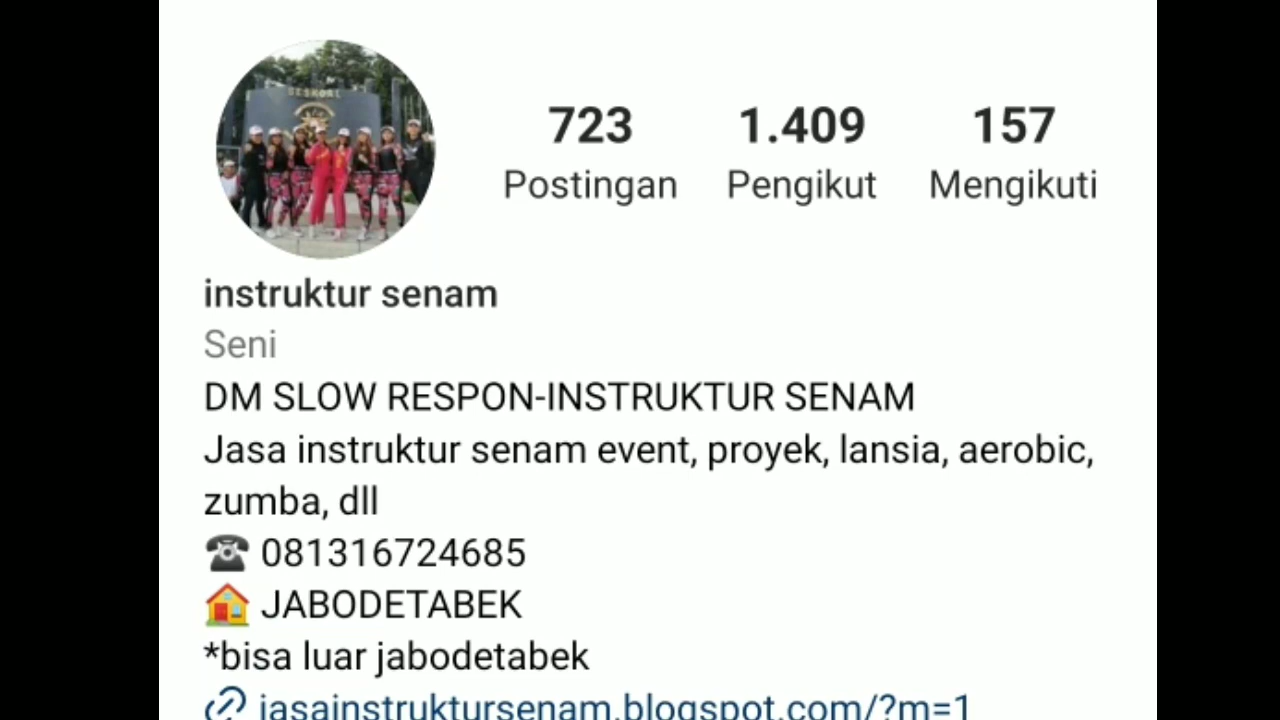 SESKOAL
723 1.409 157
Postingan Pengikut Mengikuti
instruktur senam
Seni
DM SLOW RESPON-INSTRUKTUR SENAM
Jasa instruktur senam event, proyek, lansia, aerobic,
zumba, dll
☎ 081316724685
🏠 JABODETABEK
*bisa luar jabodetabek
jasainstruktursenam.blogspot.com/?m=1